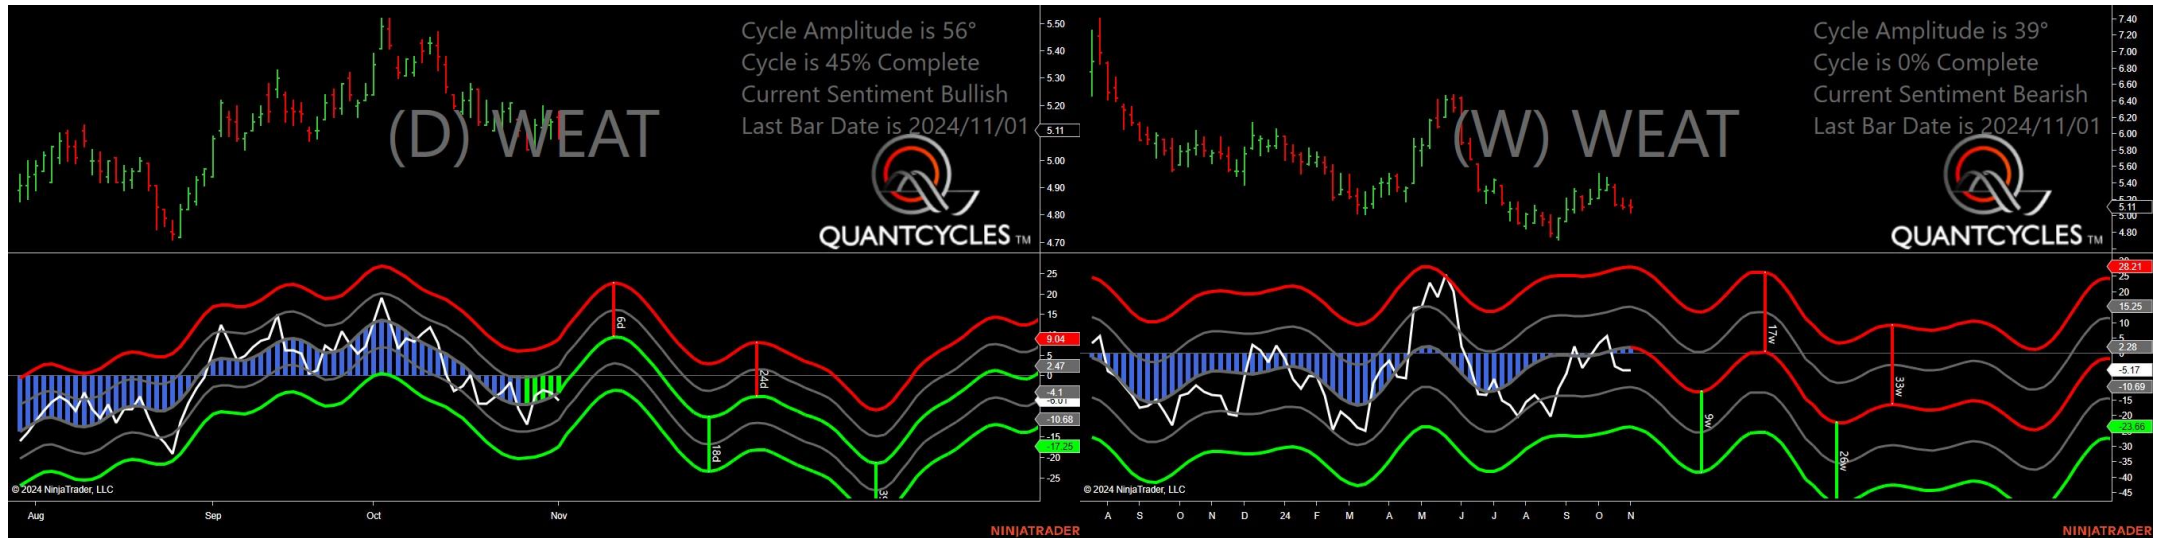 Cycle Amplitude is 56°
Cycle is 45% Complete
Current Sentiment Bullish
Last Bar Date is 2024/11/01
(D) WEAT
QUANTCYCLES TM
5.50
5.40
5.30
5.20
5.11
5.00
4.90
4.80
4.70
25
20
15
9.04
5
2.47
0
-4.1
-10.68
-15
-17.25
-20
-25
6d
18d
24d
© 2024 NinjaTrader, LLC
Aug Sep Oct Nov
NINJATRADER
Cycle Amplitude is 39°
Cycle is 0% Complete
Current Sentiment Bearish
Last Bar Date is 2024/11/01
(W) WEAT
QUANTCYCLES TM
7.40
7.20
7.00
6.80
6.60
6.40
6.20
6.00
5.80
5.60
5.40
5.11
5.00
4.80
28.21
25
20
15.25
10
2.28
-5.17
-10.69
-15
-20
-23.66
-30
-35
-40
-45
9w
17w
26w
33w
© 2024 NinjaTrader, LLC
A S O N D 24 F M A M J J A S O N
NINJATRADER